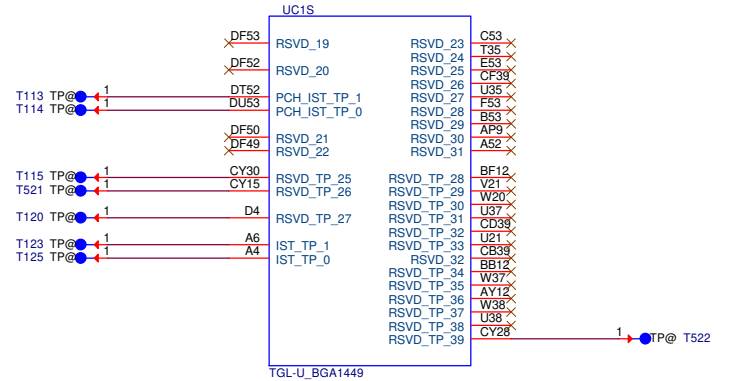 UC1S
DF53 RSVD_19
DF52 RSVD_20
T113 TP@ 1 DT52 PCH_IST_TP_1
T114 TP@ 1 DU53 PCH_IST_TP_0
DF50 RSVD_21
DF49 RSVD_22
T115 TP@ 1 CY30 RSVD_TP_25
T521 TP@ 1 CY15 RSVD_TP_26
T120 TP@ 1 D4 RSVD_TP_27
T123 TP@ 1 A6 IST_TP_1
T125 TP@ 1 A4 IST_TP_0
RSVD_23 C53
RSVD_24 T35
RSVD_25 E53
RSVD_26 CF39
RSVD_27 U35
RSVD_28 F53
RSVD_29 B53
RSVD_30 AP9
RSVD_31 A52
RSVD_TP_28 BF12
RSVD_TP_29 V21
RSVD_TP_30 W20
RSVD_TP_31 U37
RSVD_TP_32 CD39
RSVD_TP_33 U21
RSVD_32 CB39
RSVD_TP_34 BB12
RSVD_TP_35 W37
RSVD_TP_36 AY12
RSVD_TP_37 W38
RSVD_TP_38 U38
RSVD_TP_39 CY28 1 TP@ T522
TGL-U_BGA1449